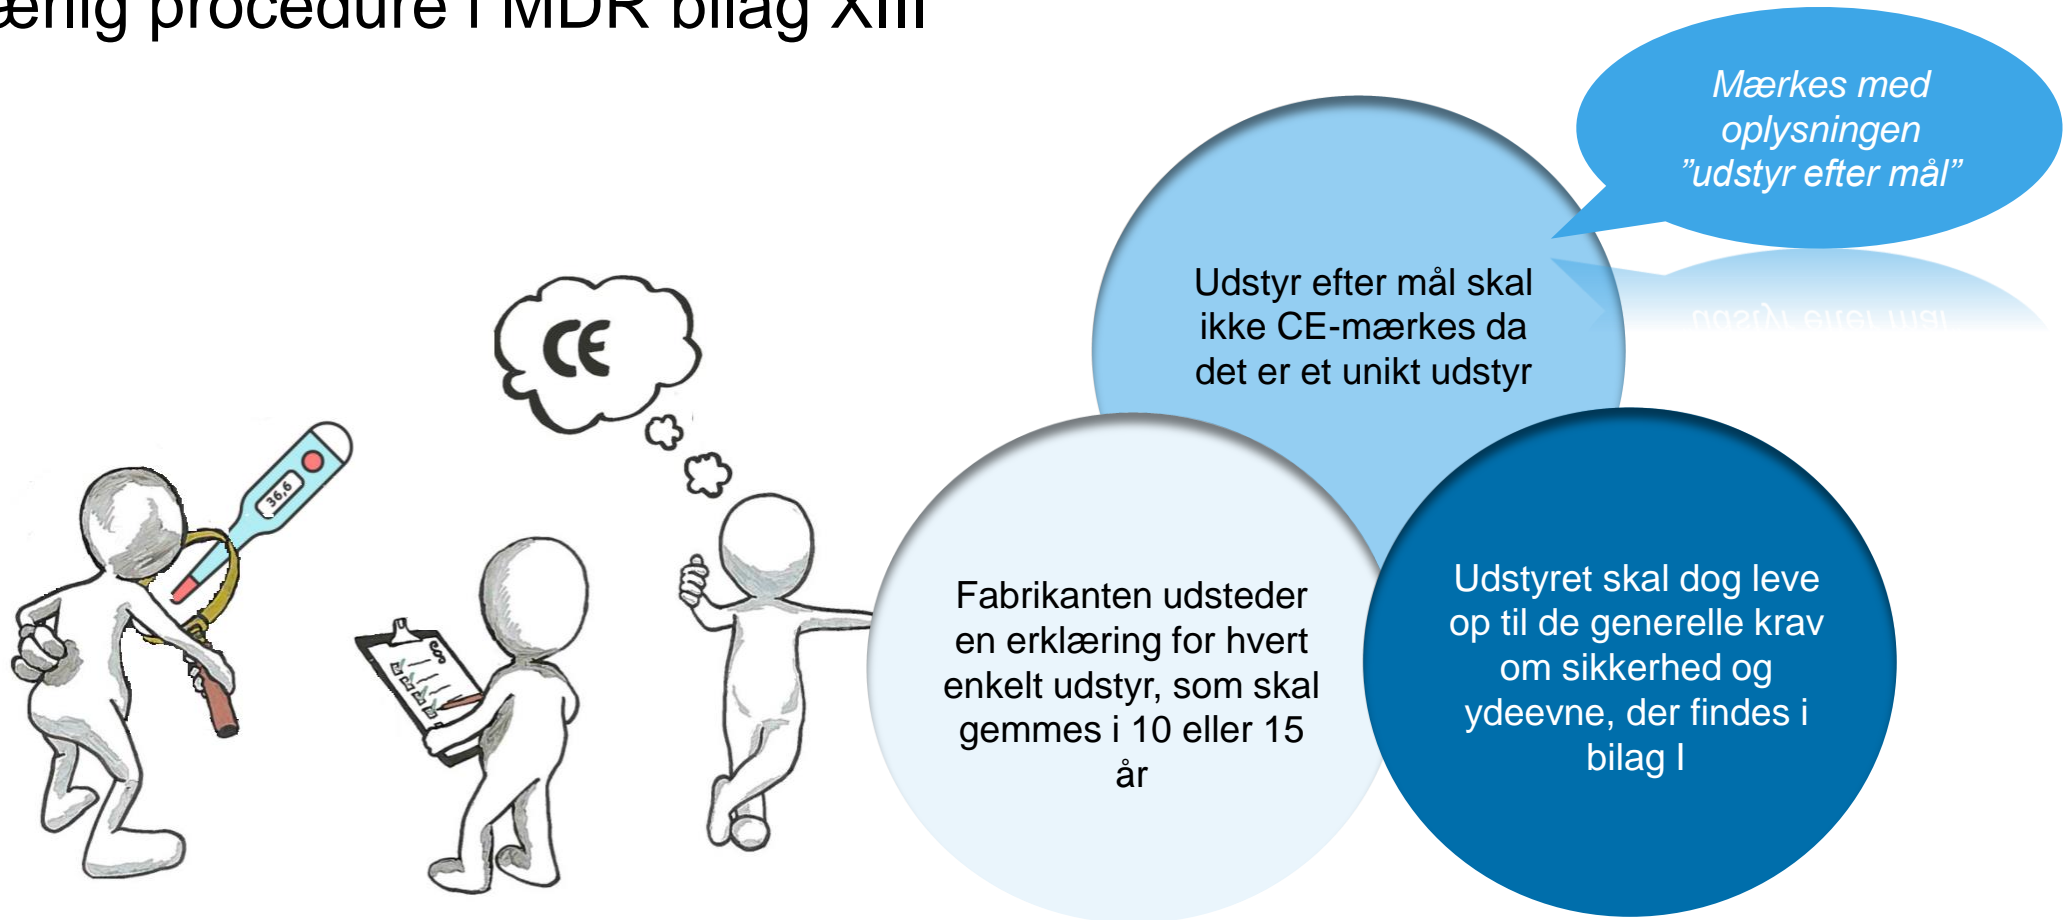 ærlig procedure i MDR bilag XIII
Mærkes med
oplysningen
”udstyr efter mål”
Udstyr efter mål skal
ikke CE-mærkes da
det er et unikt udstyr
CE
36,6
Fabrikanten udsteder
en erklæring for hvert
enkelt udstyr, som skal
gemmes i 10 eller 15
år
Udstyret skal dog leve
op til de generelle krav
om sikkerhed og
ydeevne, der findes i
bilag I